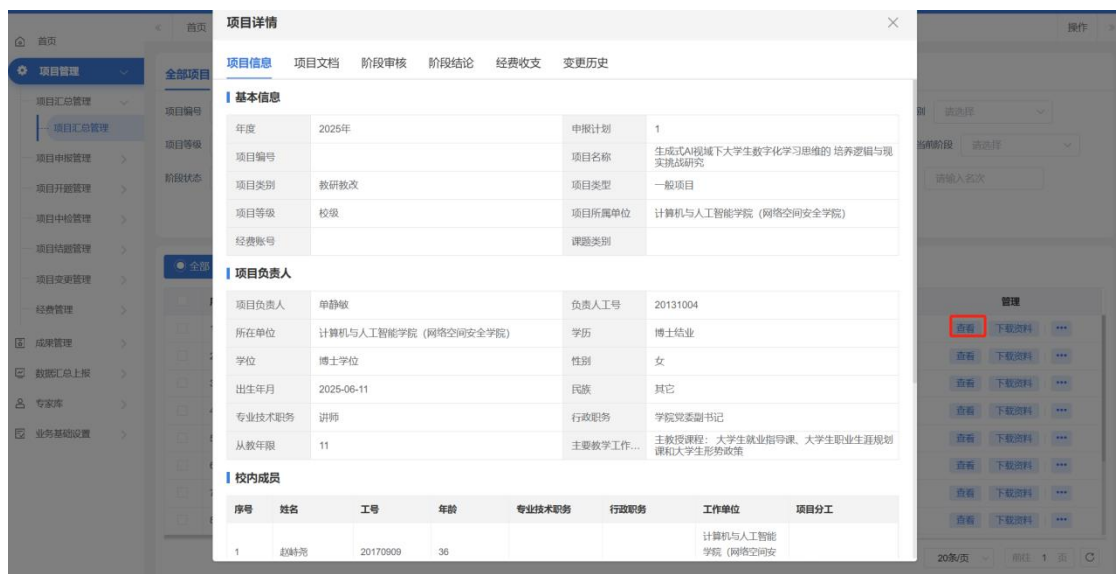 首页
项目管理
项目汇总管理
项目汇总管理
项目申报管理
项目开题管理
项目中检管理
项目结题管理
项目变更管理
经费管理
成果管理
数据汇总上报
专家库
业务基础设置
首页
操作
全部项目
项目编号
项目等级
阶段状态
全部
别 请选择
当前阶段 请选择
请输入名次
项目详情
项目信息 项目文档 阶段审核 阶段结论 经费收支 变更历史
基本信息
年度 2025年 申报计划 1
项目编号 项目名称 生成式AI视域下大学生数字化学习思维的 培养逻辑与现
实挑战研究
项目类别 教研教改 项目类型 一般项目
项目等级 校级 项目所属单位 计算机与人工智能学院（网络空间安全学院）
经费账号 课题类别
项目负责人
项目负责人 单静敏 负责人工号 20131004
所在单位 计算机与人工智能学院（网络空间安全学院） 学历 博士结业
学位 博士学位 性别 女
出生年月 2025-06-11 民族 其它
专业技术职务 讲师 行政职务 学院党委副书记
从教年限 11 主要教学工作... 主教授课程： 大学生就业指导课、大学生职业生涯规划
课和大学生形势政策
校内成员
序号 姓名 工号 年龄 专业技术职务 行政职务 工作单位 项目分工
1 赵峙尧 20170909 36 计算机与人工智能
学院（网络空间安
管理
查看 下载资料 •••
查看 下载资料 •••
查看 下载资料 •••
查看 下载资料 •••
查看 下载资料 •••
查看 下载资料 •••
查看 下载资料 •••
查看 下载资料 •••
20条/页 前往 1 页